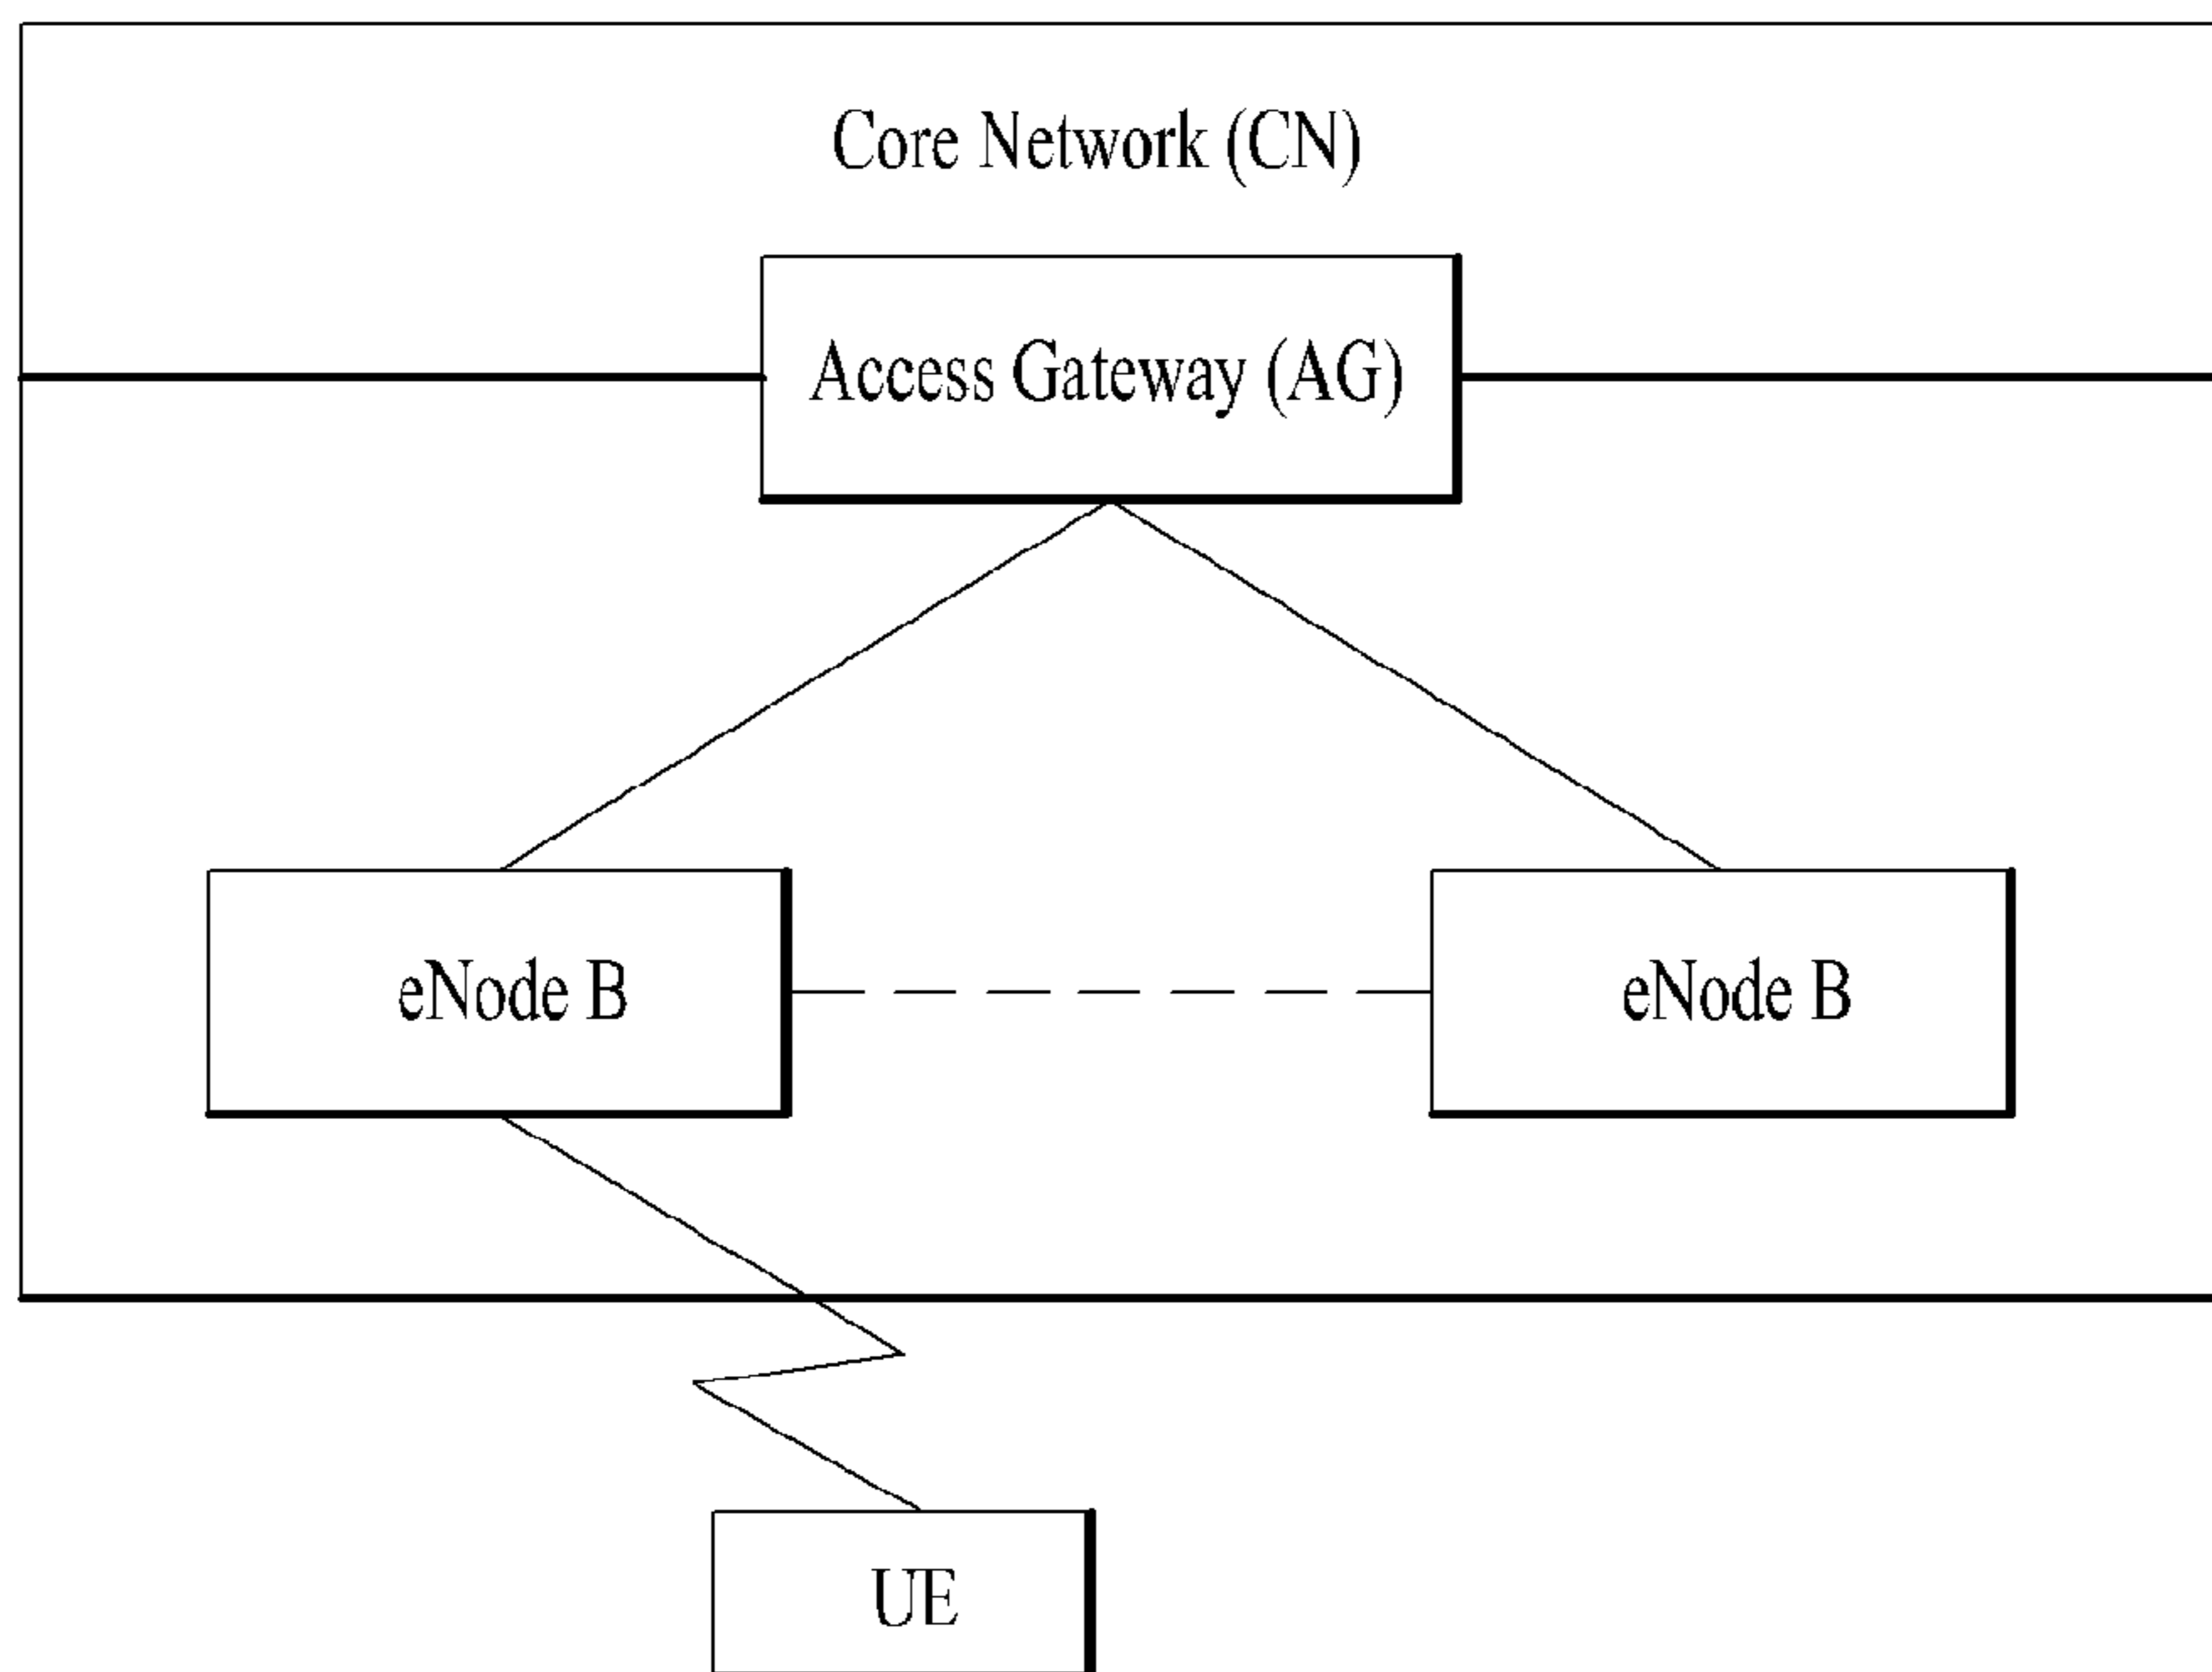 Core Network (CN)
Access Gateway (AG)
eNode B
eNode B
UE